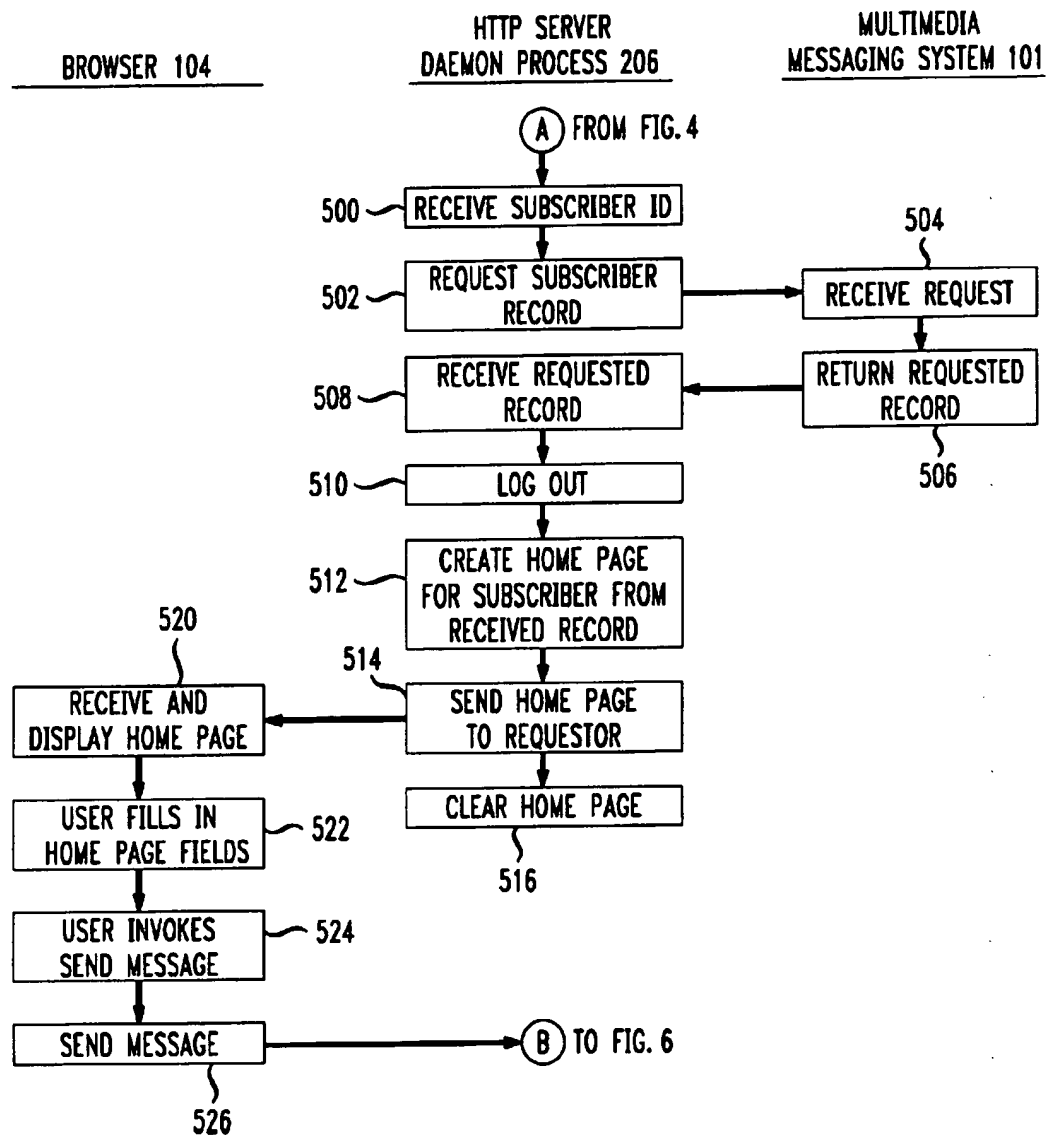 BROWSER 104
HTTP SERVER
DAEMON PROCESS 206
MULTIMEDIA
MESSAGING SYSTEM 101
A FROM FIG. 4
500
RECEIVE SUBSCRIBER ID
502
REQUEST SUBSCRIBER
RECORD
504
RECEIVE REQUEST
508
RECEIVE REQUESTED
RECORD
RETURN REQUESTED
RECORD
506
510
LOG OUT
512
CREATE HOME PAGE
FOR SUBSCRIBER FROM
RECEIVED RECORD
514
SEND HOME PAGE
TO REQUESTOR
520
RECEIVE AND
DISPLAY HOME PAGE
CLEAR HOME PAGE
516
USER FILLS IN
HOME PAGE FIELDS
522
USER INVOKES
SEND MESSAGE
524
SEND MESSAGE
526
B TO FIG. 6